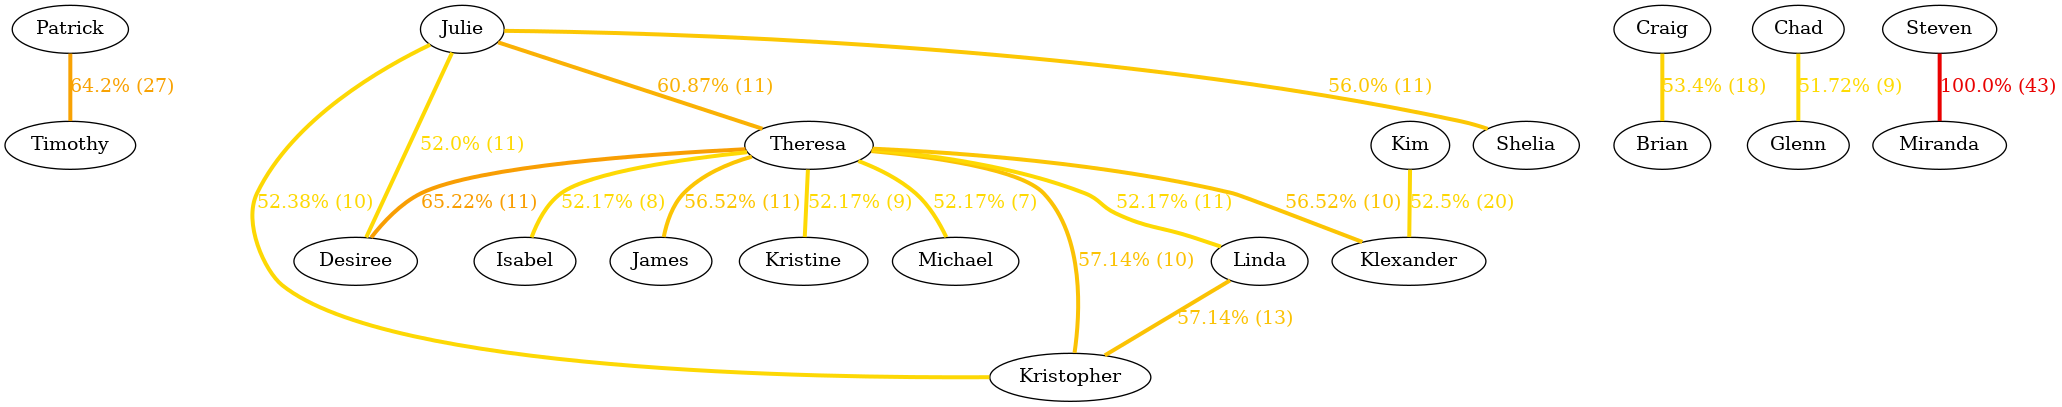 Patrick
Julie
Craig
Chad
Steven
64.2% (27)
60.87% (11)
56.0% (11)
53.4% (18)
51.72% (9)
100.0% (43)
Timothy
52.0% (11)
Theresa
Kim
Shelia
Brian
Glenn
Miranda
52.38% (10)
65.22% (11)
52.17% (8)
56.52% (11)
52.17% (9)
52.17% (7)
52.17% (11)
56.52% (10)
52.5% (20)
Desiree
Isabel
James
Kristine
Michael
57.14% (10)
Linda
Klexander
57.14% (13)
Kristopher